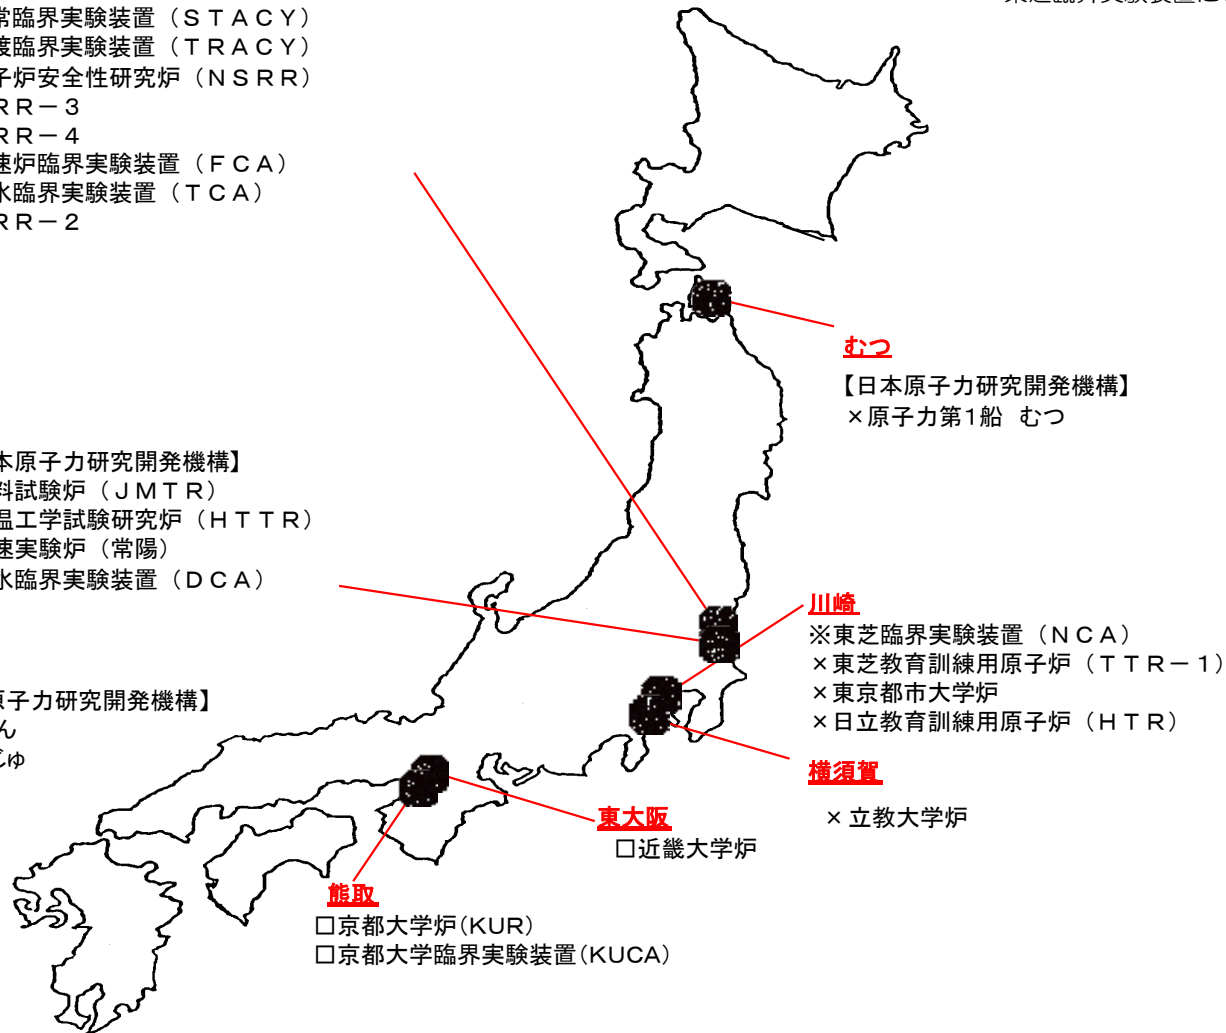 常臨界実験装置（ＳＴＡＣＹ）
渡臨界実験装置（ＴＲＡＣＹ）
子炉安全性研究炉（ＮＳＲＲ）
ＲＲ－３
ＲＲ－４
速炉臨界実験装置（ＦＣＡ）
水臨界実験装置（ＴＣＡ）
ＲＲ－２
むつ
【日本原子力研究開発機構】
×原子力第1船 むつ
本原子力研究開発機構】
料試験炉（ＪＭＴＲ）
温工学試験研究炉（ＨＴＴＲ）
速実験炉（常陽）
水臨界実験装置（ＤＣＡ）
川崎
※東芝臨界実験装置（ＮＣＡ）
×東芝教育訓練用原子炉（ＴＴＲ－１）
×東京都市大学炉
×日立教育訓練用原子炉（ＨＴＲ）
原子力研究開発機構】
ん
じゅ
横須賀
× 立教大学炉
東大阪
□近畿大学炉
熊取
□京都大学炉(KUR)
□京都大学臨界実験装置(KUCA)